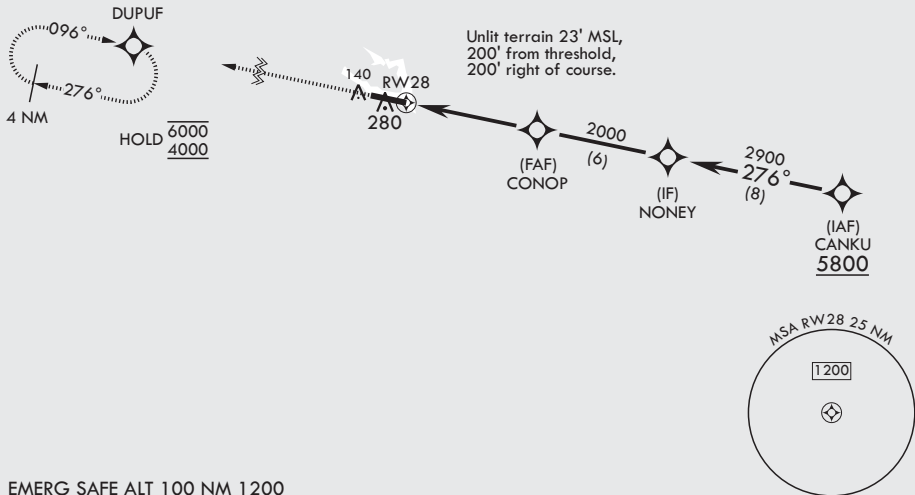 DUPUF
096°
276°
4 NM
HOLD 6000
4000
140
RW28
280
Unlit terrain 23' MSL,
200' from threshold,
200' right of course.
(FAF)
CONOP
2000
(6)
(IF)
NONEY
2900
276°
(8)
(IAF)
CANKU
5800
MSA RW28 25 NM
1200
EMERG SAFE ALT 100 NM 1200